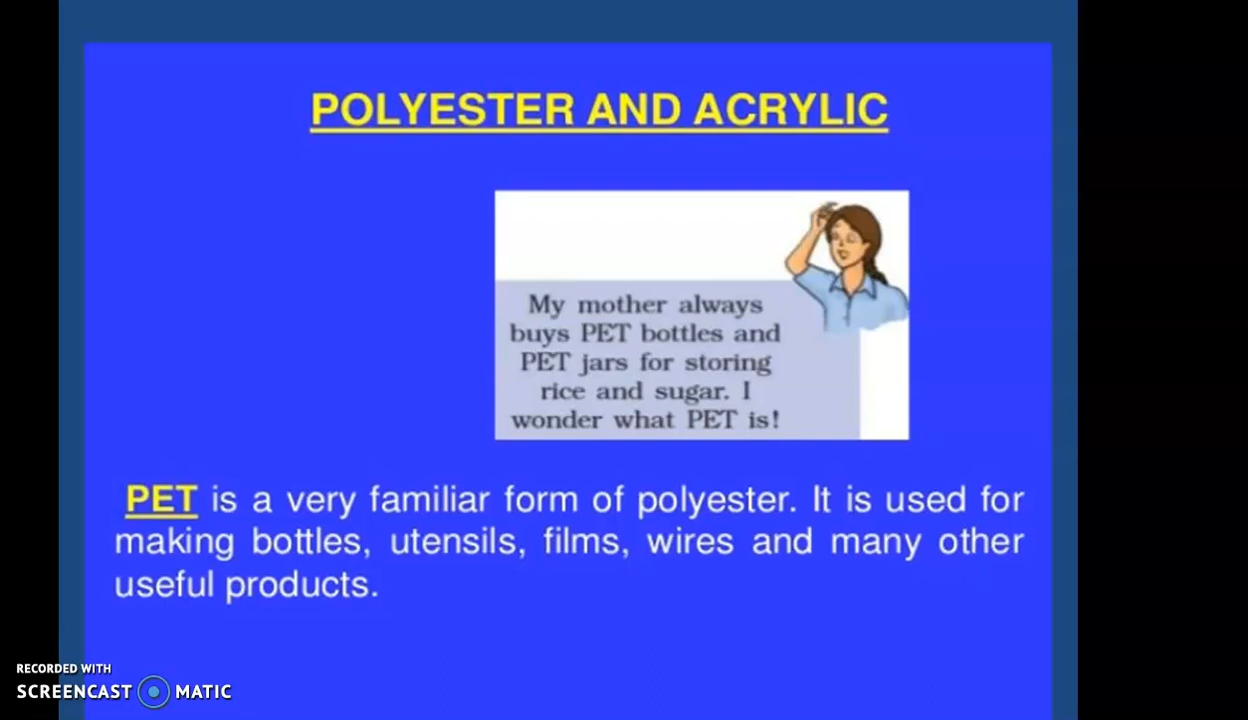 POLYESTER AND ACRYLIC
My mother always
buys PET bottles and
PET jars for storing
rice and sugar. I
wonder what PET is!
PET is a very familiar form of polyester. It is used for
making bottles, utensils, films, wires and many other
useful products.
RECORDED WITH
SCREENCAST MATIC